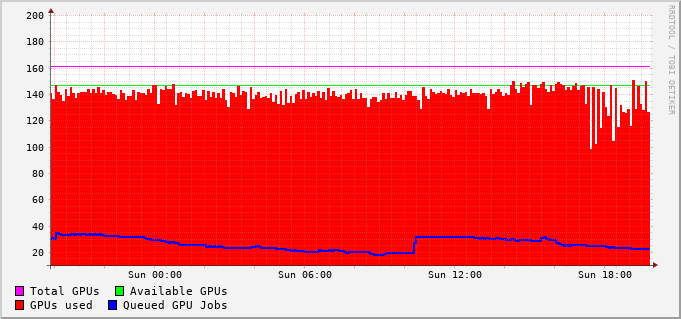 RRDTOOL / TOBI OETIKER
200
180
160
140
120
100
80
60
40
20
Sun 00:00 Sun 06:00 Sun 12:00 Sun 18:00
Total GPUs Available GPUs
GPUs used Queued GPU Jobs